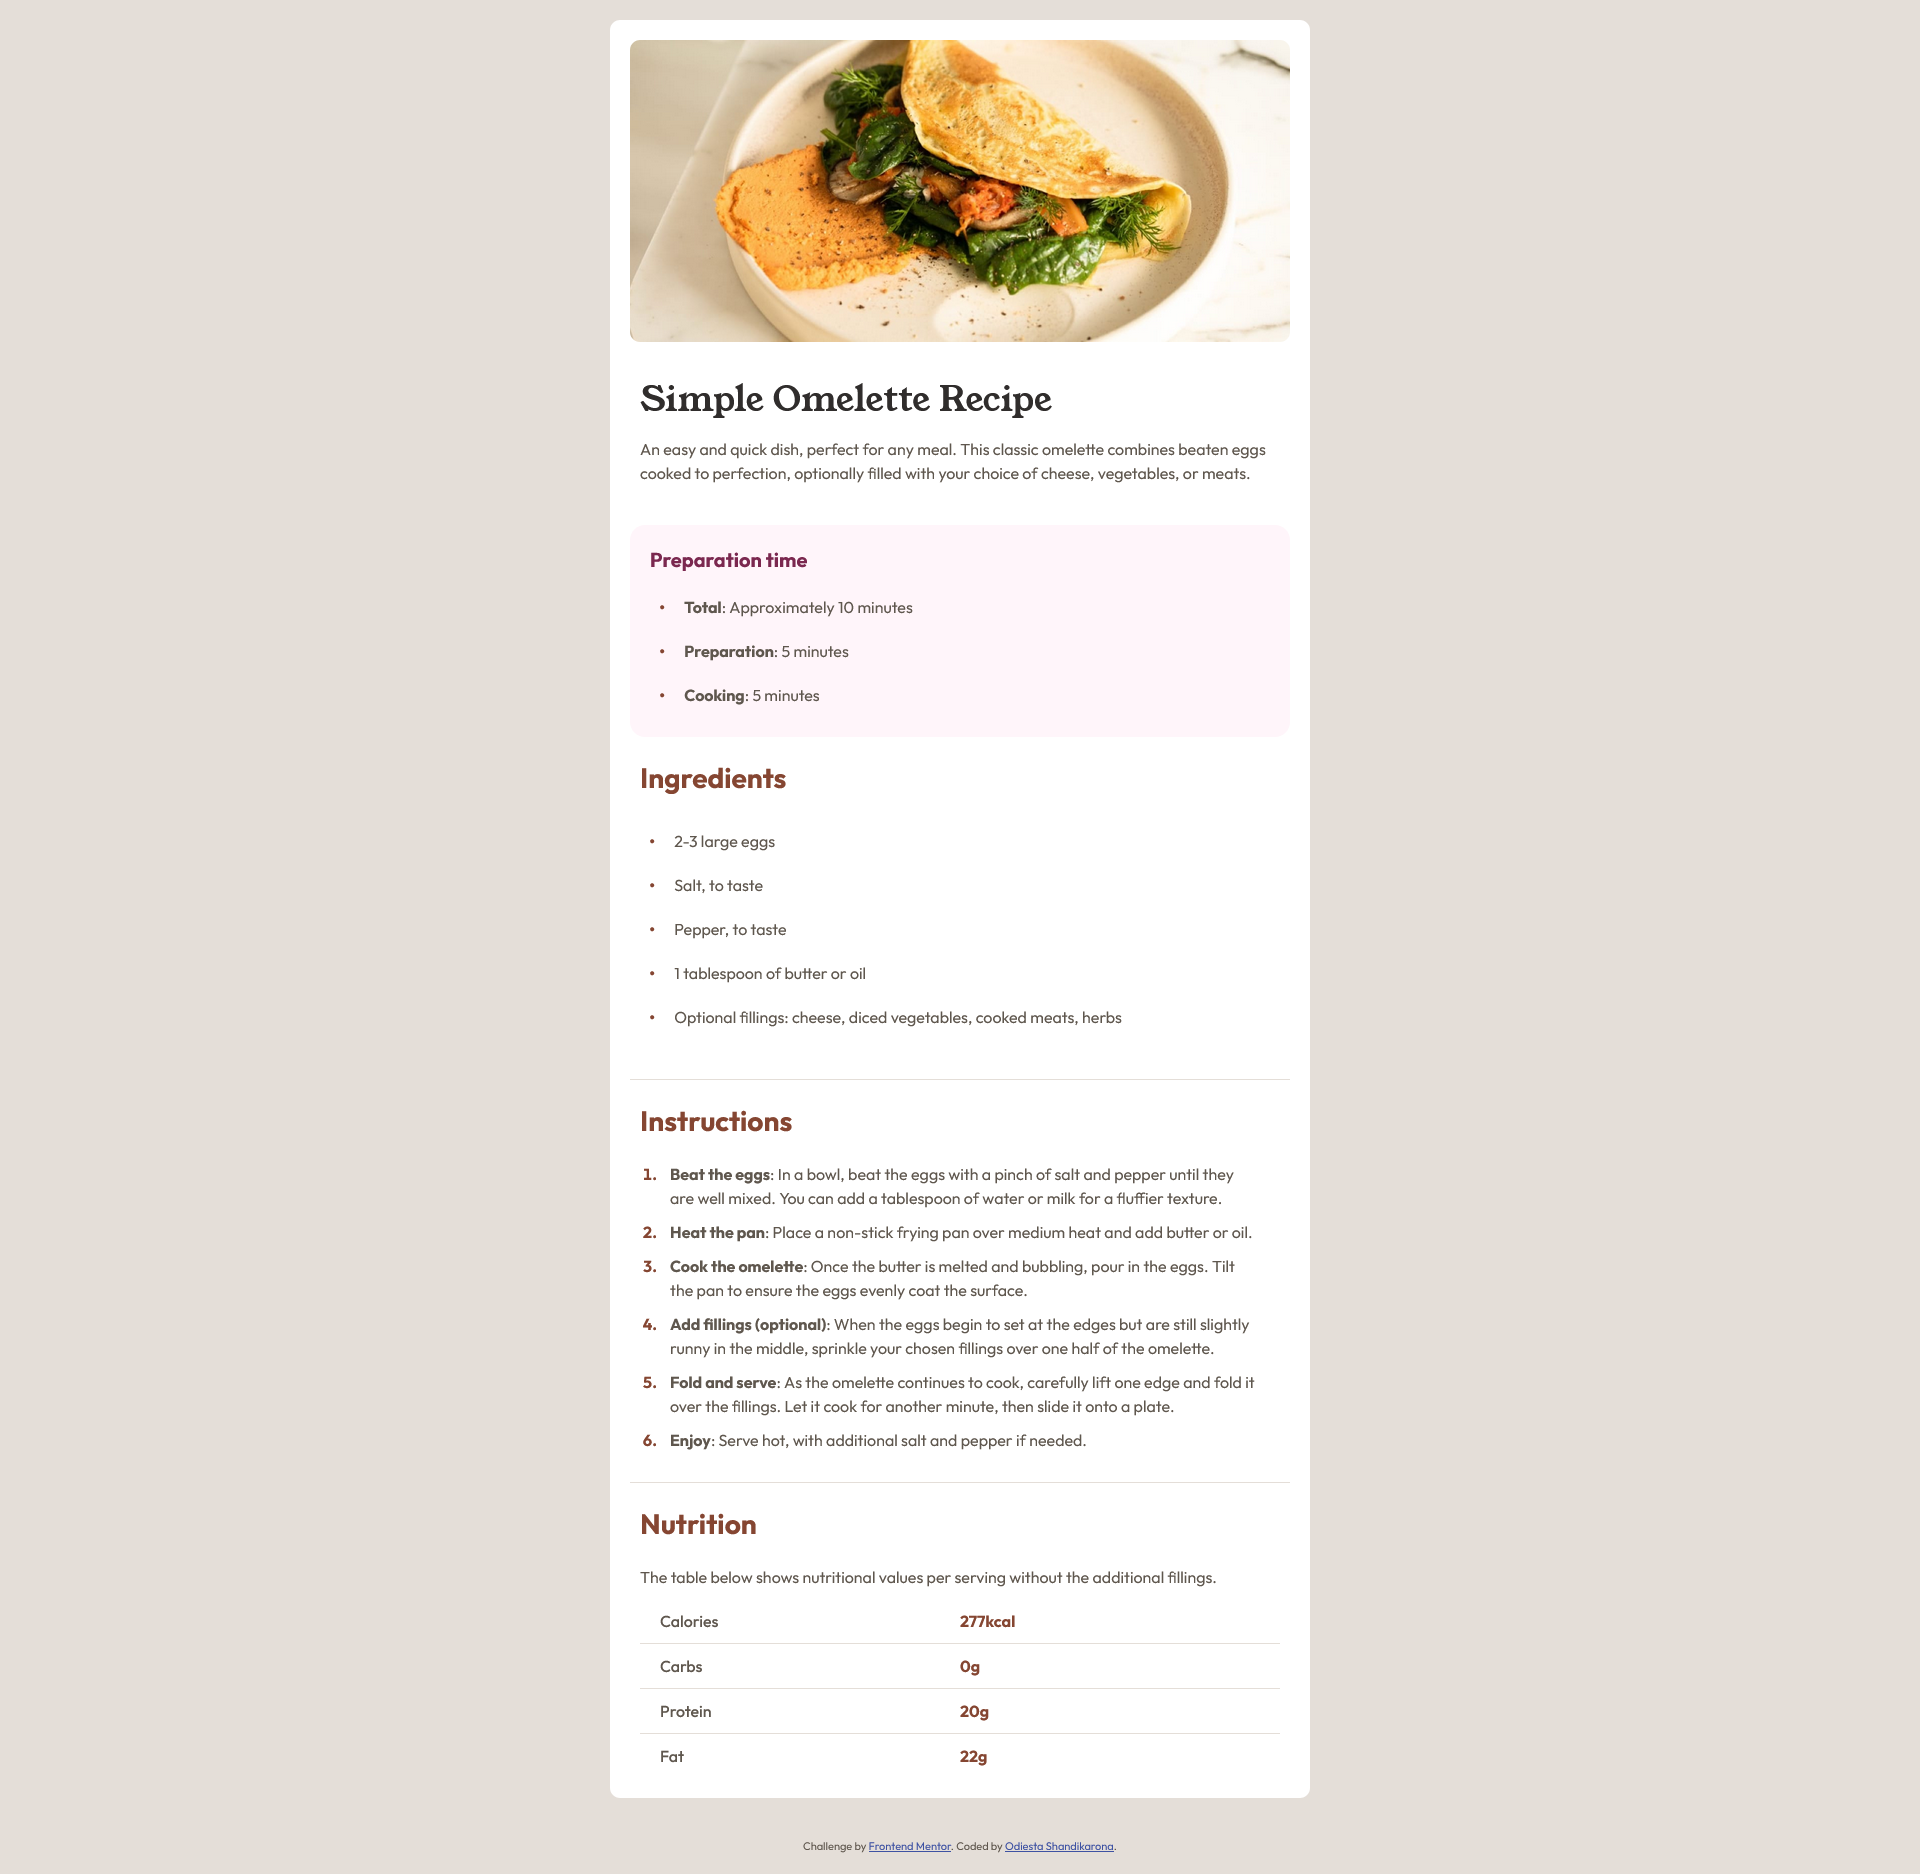 Simple Omelette Recipe
An easy and quick dish, perfect for any meal. This classic omelette combines beaten eggs
cooked to perfection, optionally filled with your choice of cheese, vegetables, or meats.
Preparation time
• Total: Approximately 10 minutes
• Preparation: 5 minutes
• Cooking: 5 minutes
Ingredients
• 2-3 large eggs
• Salt, to taste
• Pepper, to taste
• 1 tablespoon of butter or oil
• Optional fillings: cheese, diced vegetables, cooked meats, herbs
Instructions
1. Beat the eggs: In a bowl, beat the eggs with a pinch of salt and pepper until they
are well mixed. You can add a tablespoon of water or milk for a fluffier texture.
2. Heat the pan: Place a non-stick frying pan over medium heat and add butter or oil.
3. Cook the omelette: Once the butter is melted and bubbling, pour in the eggs. Tilt
the pan to ensure the eggs evenly coat the surface.
4. Add fillings (optional): When the eggs begin to set at the edges but are still slightly
runny in the middle, sprinkle your chosen fillings over one half of the omelette.
5. Fold and serve: As the omelette continues to cook, carefully lift one edge and fold it
over the fillings. Let it cook for another minute, then slide it onto a plate.
6. Enjoy: Serve hot, with additional salt and pepper if needed.
Nutrition
The table below shows nutritional values per serving without the additional fillings.
Calories 277kcal
Carbs 0g
Protein 20g
Fat 22g
Challenge by Frontend Mentor. Coded by Odiesta Shandikarona.